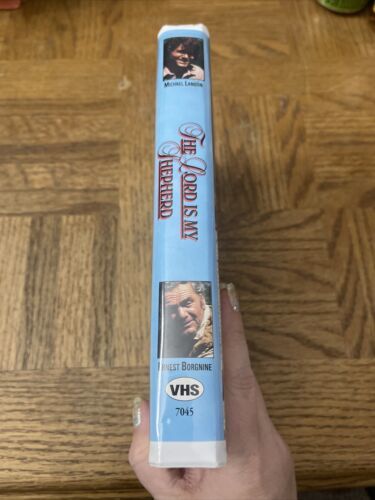 MICHAEL LANDON
THE LORD IS MY
SHEPHERD
ERNEST BORGNINE
VHS
7045